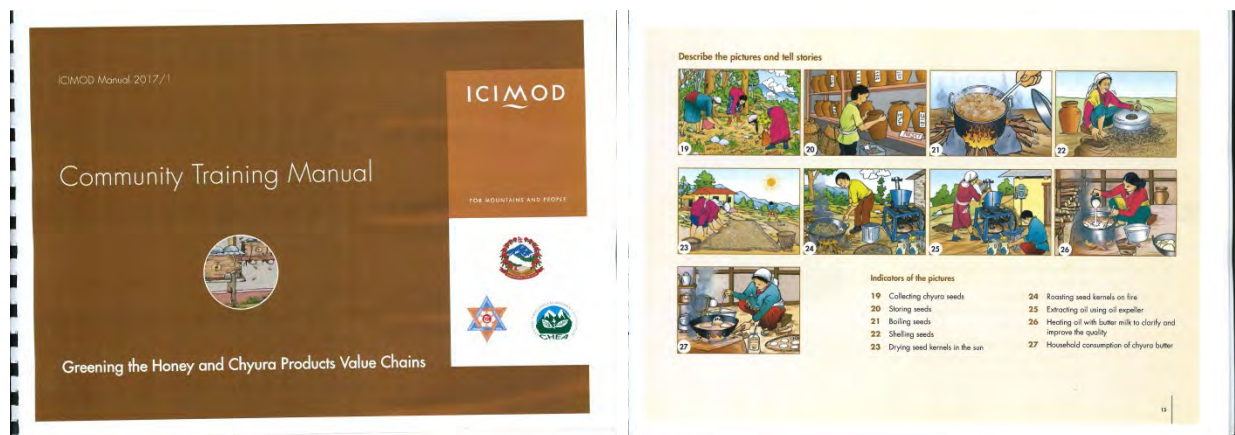 ICIMOD Manual 2017/1
ICIMOD
Community Training Manual
FOR MOUNTAINS AND PEOPLE
CHEA
Greening the Honey and Chyura Products Value Chains
Describe the pictures and tell stories
19
20
21
22
23
24
25
26
27
Indicators of the pictures
19 Collecting chyura seeds
20 Storing seeds
21 Boiling seeds
22 Shelling seeds
23 Drying seed kernels in the sun
24 Roasting seed kernels on fire
25 Extracting oil using oil expeller
26 Heating oil with butter milk to clarify and
improve the quality
27 Household consumption of chyura butter
13